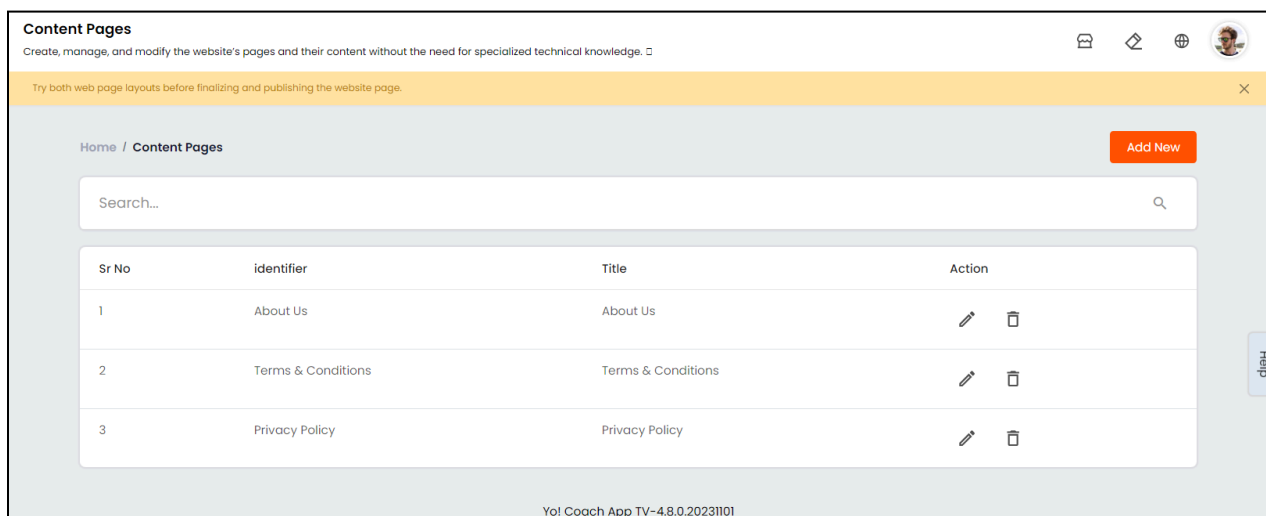 Content Pages
Create, manage, and modify the website's pages and their content without the need for specialized technical knowledge.
Try both web page layouts before finalizing and publishing the website page.
Home / Content Pages
Add New
Search...
Sr No identifier Title Action
1 About Us About Us
2 Terms & Conditions Terms & Conditions
3 Privacy Policy Privacy Policy
Help
Yo! Coach App TV-4.8.0.20231101